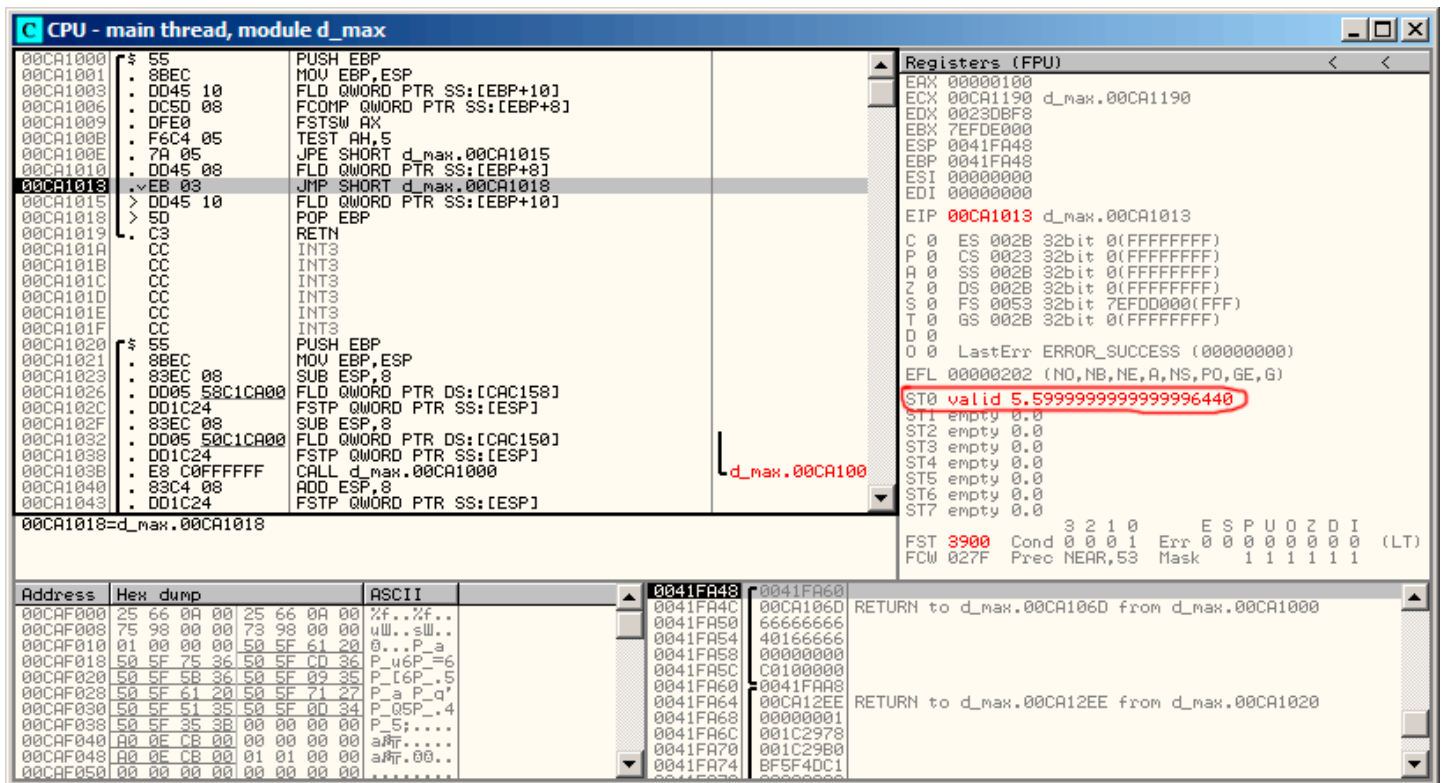 CPU - main thread, module d_max
00CA1000 $ 55 PUSH EBP
00CA1001 . 8BEC MOV EBP,ESP
00CA1003 . DD45 10 FLD QWORD PTR SS:[EBP+10]
00CA1006 . DC5D 08 FCOMP QWORD PTR SS:[EBP+8]
00CA1009 . DFE0 FSTSW AX
00CA100B . F6C4 05 TEST AH,5
00CA100E . 7A 05 JPE SHORT d_max.00CA1015
00CA1010 . DD45 08 FLD QWORD PTR SS:[EBP+8]
00CA1013 .vEB 03 JMP SHORT d_max.00CA1018
00CA1015 > DD45 10 FLD QWORD PTR SS:[EBP+10]
00CA1018 > 5D POP EBP
00CA1019 . C3 RETN
00CA101A CC INT3
00CA101B CC INT3
00CA101C CC INT3
00CA101D CC INT3
00CA101E CC INT3
00CA101F CC INT3
00CA1020 $ 55 PUSH EBP
00CA1021 . 8BEC MOV EBP,ESP
00CA1023 . 83EC 08 SUB ESP,8
00CA1026 . DD05 58C1CA00 FLD QWORD PTR DS:[CAC158]
00CA102C . DD1C24 FSTP QWORD PTR SS:[ESP]
00CA102F . 83EC 08 SUB ESP,8
00CA1032 . DD05 50C1CA00 FLD QWORD PTR DS:[CAC150]
00CA1038 . DD1C24 FSTP QWORD PTR SS:[ESP]
00CA103B . E8 C0FFFFFF CALL d_max.00CA1000 d_max.00CA100
00CA1040 . 83C4 08 ADD ESP,8
00CA1043 . DD1C24 FSTP QWORD PTR SS:[ESP]
00CA1018=d_max.00CA1018
Registers (FPU) < <
EAX 00000100
ECX 00CA1190 d_max.00CA1190
EDX 0023DBF8
EBX 7EFDE000
ESP 0041FA48
EBP 0041FA48
ESI 00000000
EDI 00000000
EIP 00CA1013 d_max.00CA1013
C 0 ES 002B 32bit 0(FFFFFFFF)
P 0 CS 0023 32bit 0(FFFFFFFF)
A 0 SS 002B 32bit 0(FFFFFFFF)
Z 0 DS 002B 32bit 0(FFFFFFFF)
S 0 FS 0053 32bit 7EFDD000(FFF)
T 0 GS 002B 32bit 0(FFFFFFFF)
D 0
O 0 LastErr ERROR_SUCCESS (00000000)
EFL 00000202 (NO,NB,NE,A,NS,PO,GE,G)
ST0 valid 5.5999999999999996440
ST1 empty 0.0
ST2 empty 0.0
ST3 empty 0.0
ST4 empty 0.0
ST5 empty 0.0
ST6 empty 0.0
ST7 empty 0.0
3 2 1 0 E S P U O Z D I
FST 3900 Cond 0 0 0 1 Err 0 0 0 0 0 0 0 0 (LT)
FCW 027F Prec NEAR,53 Mask 1 1 1 1 1 1
Address Hex dump ASCII
00CAF000 25 66 0A 00 25 66 0A 00 %f..%f..
00CAF008 75 98 00 00 73 98 00 00 uШ..sШ..
00CAF010 01 00 00 00 50 5F 61 20 0...P_a
00CAF018 50 5F 75 36 50 5F CD 36 P_u6P_=6
00CAF020 50 5F 5B 36 50 5F 09 35 P_[6P_.5
00CAF028 50 5F 61 20 50 5F 71 27 P_a P_q'
00CAF030 50 5F 51 35 50 5F 0D 34 P_Q5P_.4
00CAF038 50 5F 35 3B 00 00 00 00 P_5;....
00CAF040 A0 0E CB 00 00 00 00 00
00CAF048 A0 0E CB 00 01 01 00 00
00CAF050 00 00 00 00 00 00 00 00 ........
0041FA48 0041FA60
0041FA4C 00CA106D RETURN to d_max.00CA106D from d_max.00CA1000
0041FA50 66666666
0041FA54 40166666
0041FA58 00000000
0041FA5C C0100000
0041FA60 0041FAA8
0041FA64 00CA12EE RETURN to d_max.00CA12EE from d_max.00CA1020
0041FA68 00000001
0041FA6C 001C2978
0041FA70 001C29B0
0041FA74 BF5F4DC1